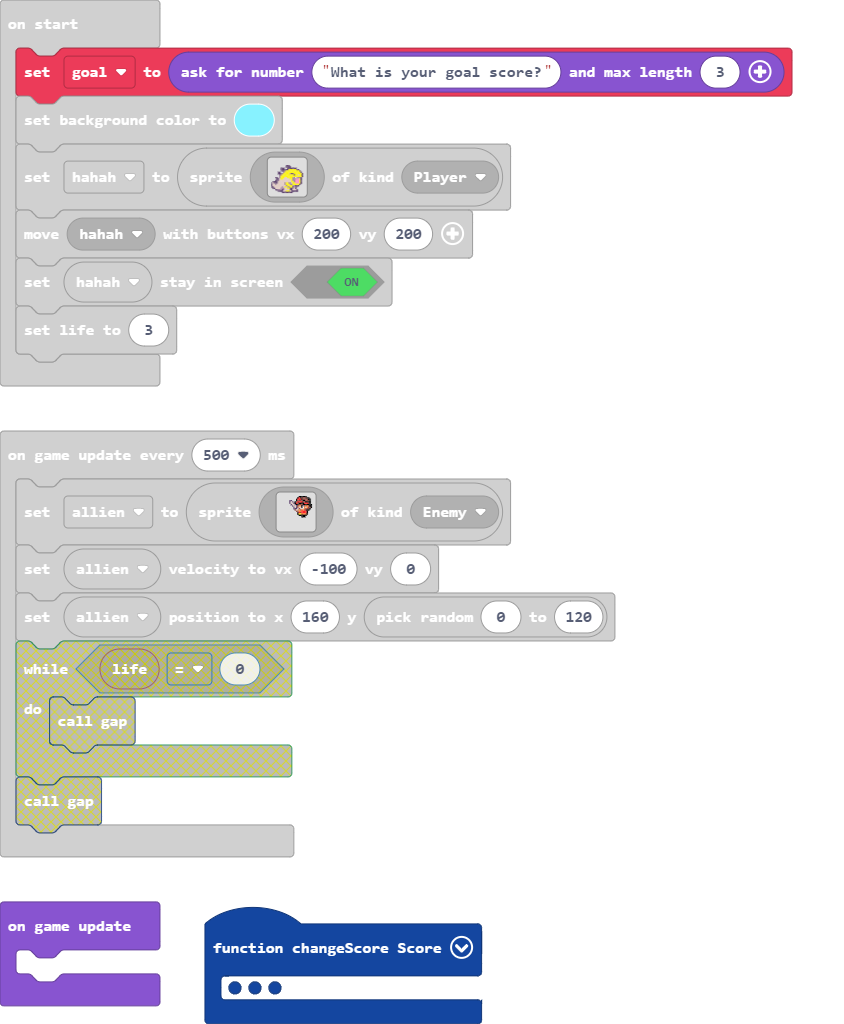 on start
set goal to ask for number "What is your goal score?" and max length 3
set background color to
set hahah to sprite of kind Player
move hahah with buttons vx 200 vy 200
set hahah stay in screen ON
set life to 3
on game update every 500 ms
set allien to sprite of kind Enemy
set allien velocity to vx -100 vy 0
set allien position to x 160 y pick random 0 to 120
while life = 0
do
call gap
call gap
on game update
function changeScore Score